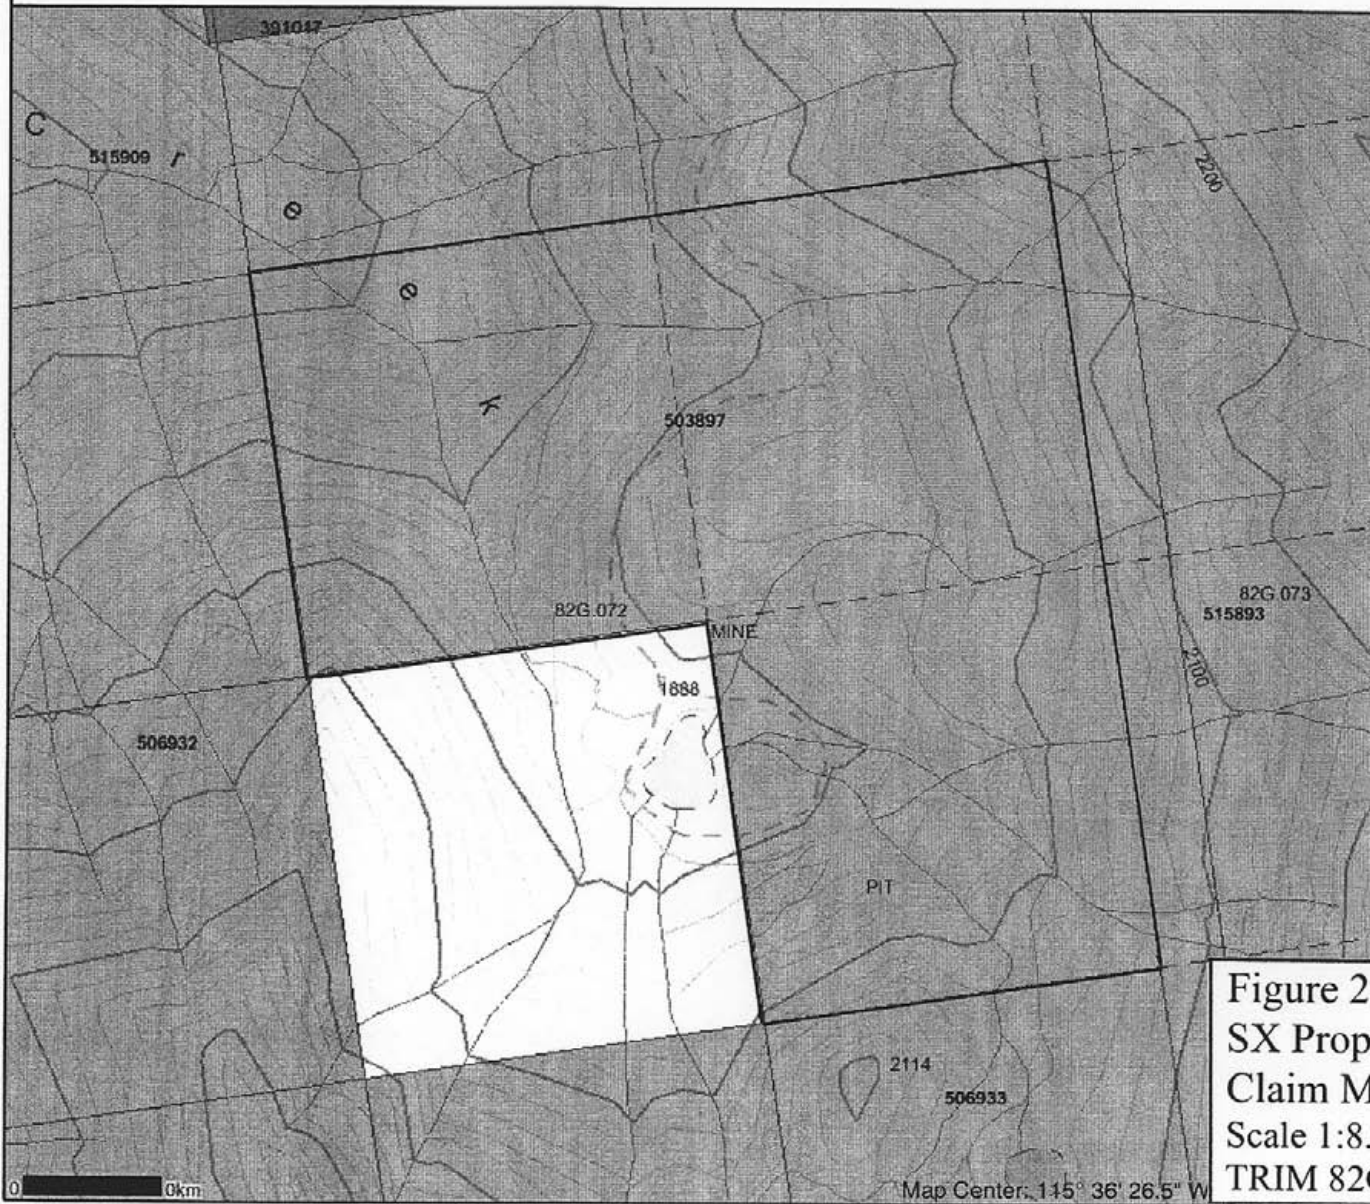 391047
C r e e k
515909
2200
503897
82G.072
MINE
82G 073
515893
2100
1888
506932
PIT
2114
506933
Figure 2
SX Prop
Claim M
Scale 1:8.
TRIM 82
0 0km
Map Center: 115° 36' 26.5" W